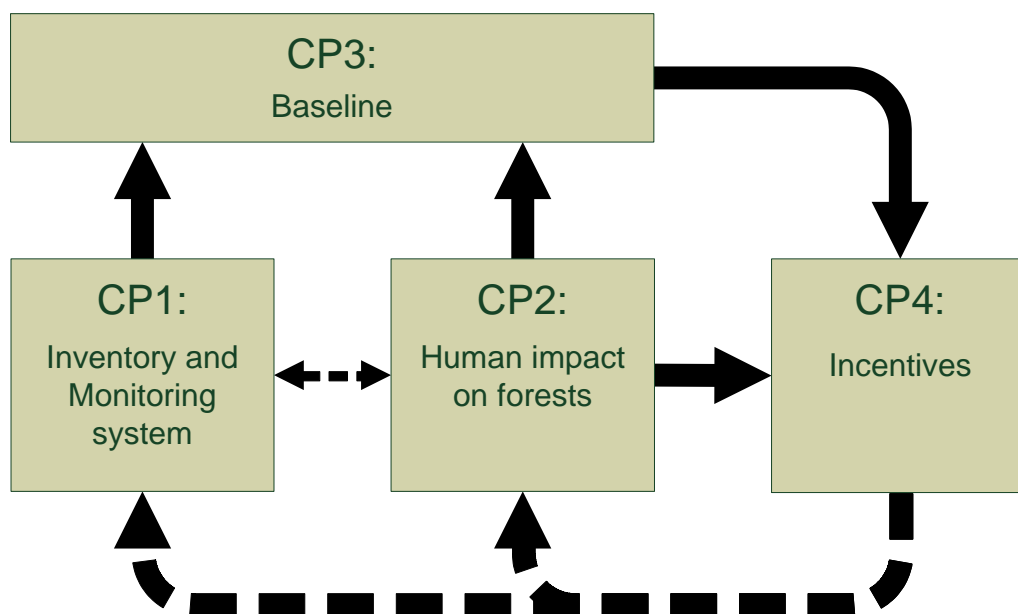 CP3:
Baseline
CP1:
Inventory and
Monitoring
system
CP2:
Human impact
on forests
CP4:
Incentives